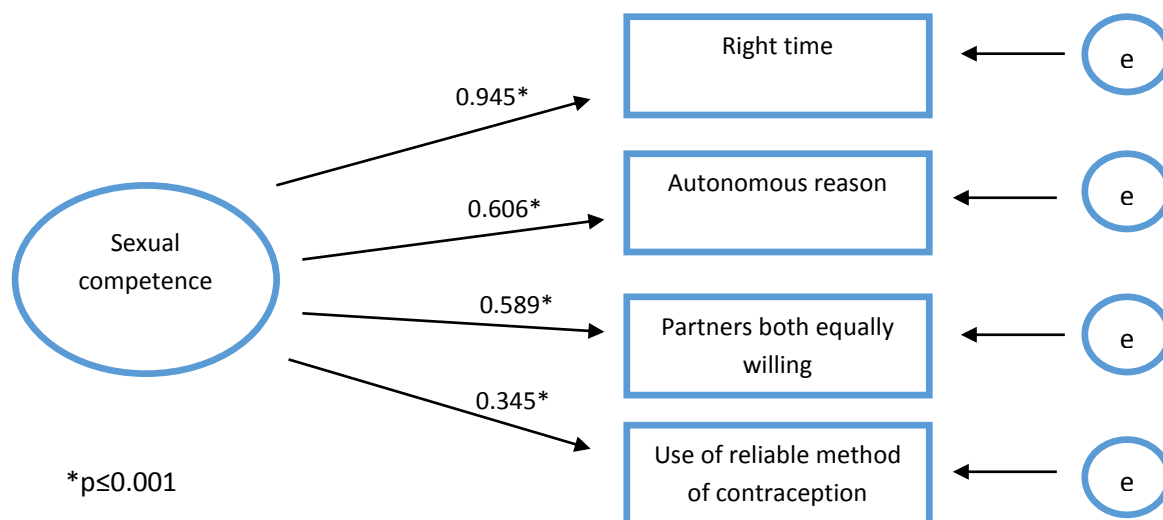 Right time
e
0.945*
Autonomous reason
e
0.606*
Sexual
competence
0.589*
Partners both equally
willing
e
0.345*
Use of reliable method
of contraception
e
*p≤0.001